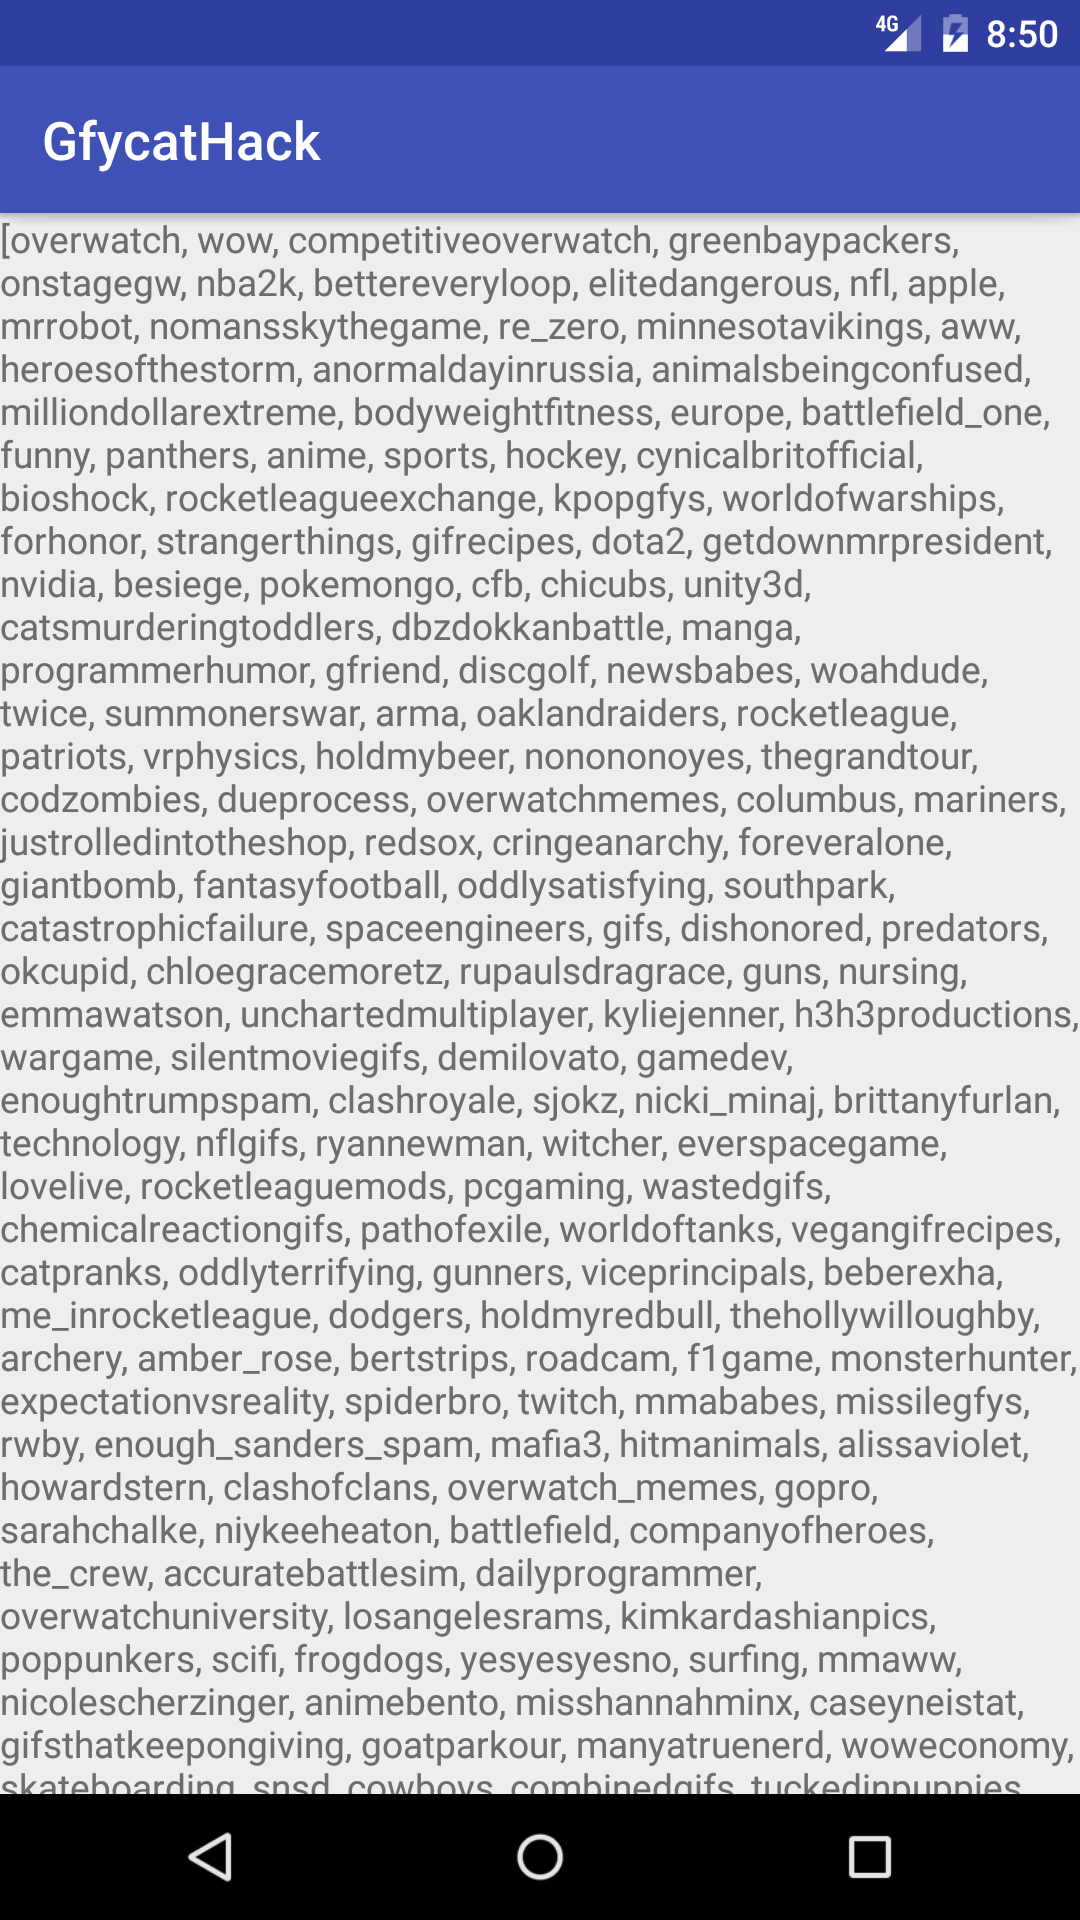 4G 8:50
GfycatHack
[overwatch, wow, competitiveoverwatch, greenbaypackers,
onstagegw, nba2k, bettereveryloop, elitedangerous, nfl, apple,
mrrobot, nomansskythegame, re_zero, minnesotavikings, aww,
heroesofthestorm, anormaldayinrussia, animalsbeingconfused,
milliondollarextreme, bodyweightfitness, europe, battlefield_one,
funny, panthers, anime, sports, hockey, cynicalbritofficial,
bioshock, rocketleagueexchange, kpopgfys, worldofwarships,
forhonor, strangerthings, gifrecipes, dota2, getdownmrpresident,
nvidia, besiege, pokemongo, cfb, chicubs, unity3d,
catsmurderingtoddlers, dbzdokkanbattle, manga,
programmerhumor, gfriend, discgolf, newsbabes, woahdude,
twice, summonerswar, arma, oaklandraiders, rocketleague,
patriots, vrphysics, holdmybeer, nonononoyes, thegrandtour,
codzombies, dueprocess, overwatchmemes, columbus, mariners,
justrolledintotheshop, redsox, cringeanarchy, foreveralone,
giantbomb, fantasyfootball, oddlysatisfying, southpark,
catastrophicfailure, spaceengineers, gifs, dishonored, predators,
okcupid, chloegracemoretz, rupaulsdragrace, guns, nursing,
emmawatson, unchartedmultiplayer, kyliejenner, h3h3productions,
wargame, silentmoviegifs, demilovato, gamedev,
enoughtrumpspam, clashroyale, sjokz, nicki_minaj, brittanyfurlan,
technology, nflgifs, ryannewman, witcher, everspacegame,
lovelive, rocketleaguemods, pcgaming, wastedgifs,
chemicalreactiongifs, pathofexile, worldoftanks, vegangifrecipes,
catpranks, oddlyterrifying, gunners, viceprincipals, beberexha,
me_inrocketleague, dodgers, holdmyredbull, thehollywilloughby,
archery, amber_rose, bertstrips, roadcam, f1game, monsterhunter,
expectationvsreality, spiderbro, twitch, mmababes, missilegfys,
rwby, enough_sanders_spam, mafia3, hitmanimals, alissaviolet,
howardstern, clashofclans, overwatch_memes, gopro,
sarahchalke, niykeeheaton, battlefield, companyofheroes,
the_crew, accuratebattlesim, dailyprogrammer,
overwatchuniversity, losangelesrams, kimkardashianpics,
poppunkers, scifi, frogdogs, yesyesyesno, surfing, mmaww,
nicolescherzinger, animebento, misshannahminx, caseyneistat,
gifsthatkeepongiving, goatparkour, manyatruenerd, woweconomy,
skateboarding, snsd, cowboys, combinedgifs, tuckedinpuppies